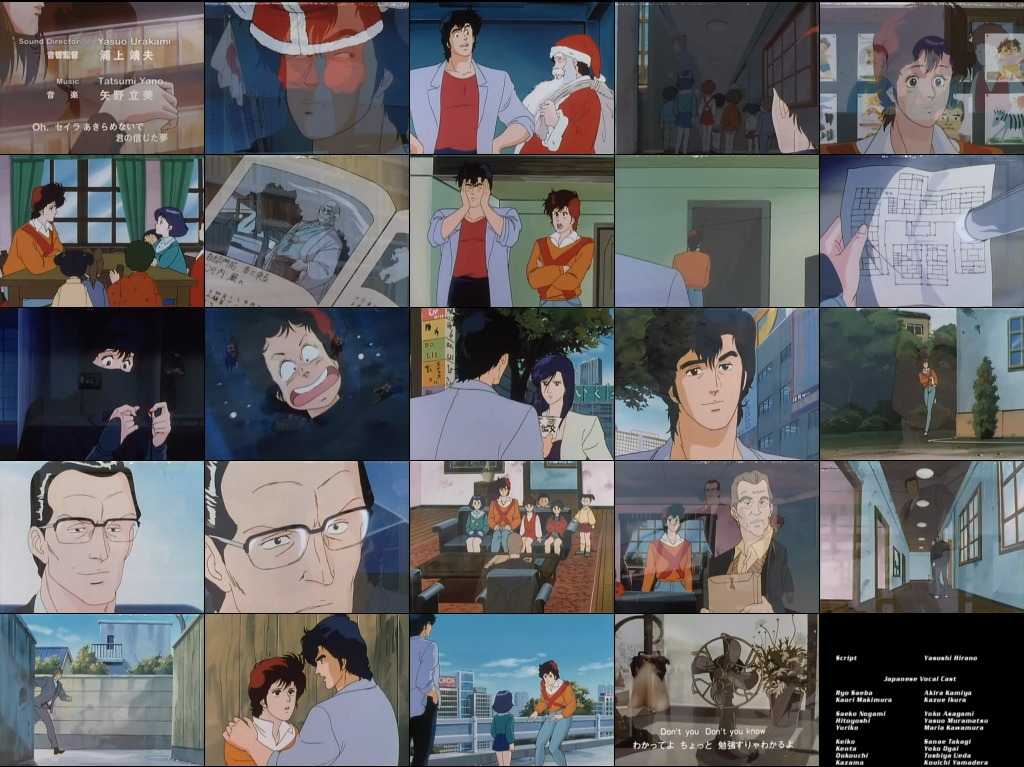 Sound Director Yasuo Urakami
音響監督 浦上靖夫
Music Tatsumi Yano
音楽 矢野立美
Oh, セイラ あきらめないで
君の信じた夢
Don't you Don't you know
わかってよ ちょっと 勉強すりゃわかるよ
Script Yasushi Hirano
Japanese Vocal Cast
Ryo Saeba Akira Kamiya
Kaori Makimura Kazue Ikura
Saeko Nogami Yoko Asagami
Hitogoshi Yasuo Muramatsu
Yuriko Maria Kawamura
Keiko Sanae Takagi
Kenta Yoko Ogai
Ookouchi Toshiya Ueda
Kazama Kouichi Yamadera